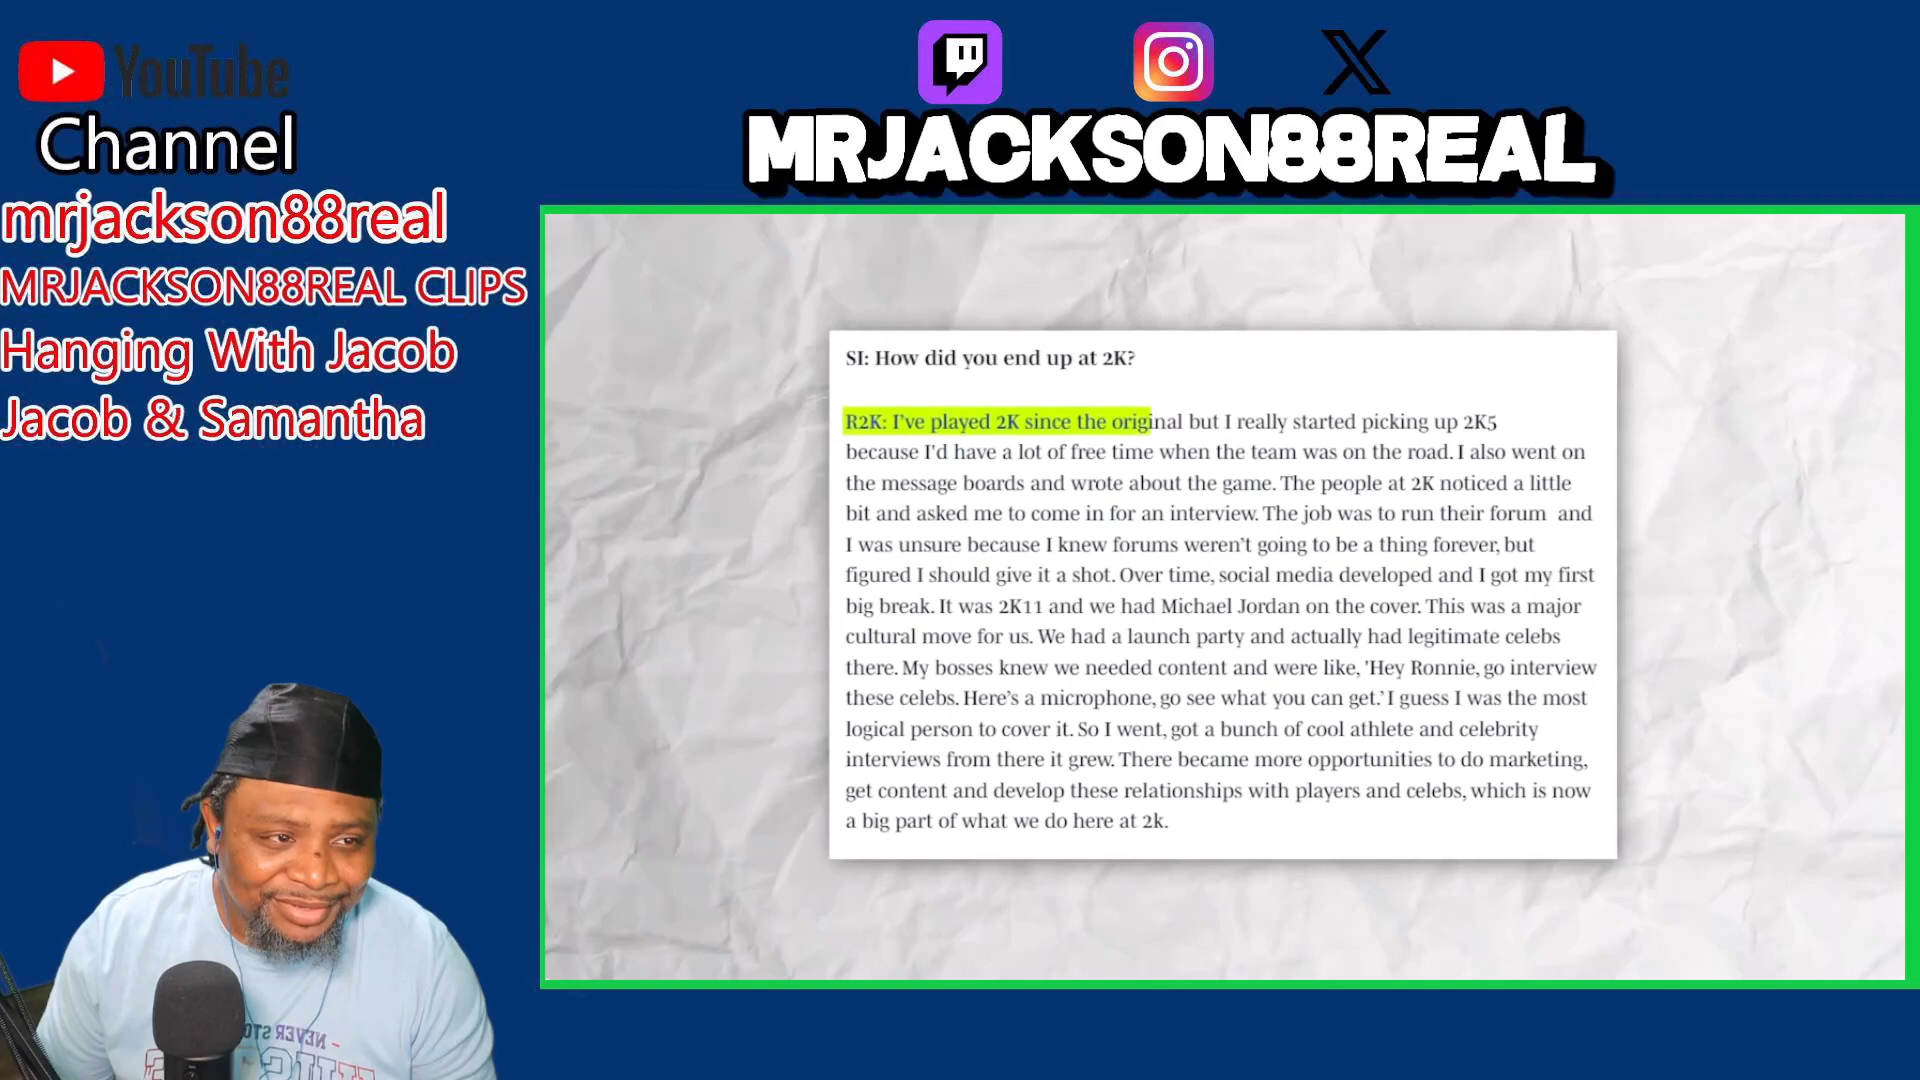 YouTube
Channel
mrjackson88real
MRJACKSON88REAL CLIPS
Hanging With Jacob
Jacob & Samantha
MRJACKSON88REAL
SI: How did you end up at 2K?
R2K: I've played 2K since the original but I really started picking up 2K5
because I'd have a lot of free time when the team was on the road. I also went on
the message boards and wrote about the game. The people at 2K noticed a little
bit and asked me to come in for an interview. The job was to run their forum and
I was unsure because I knew forums weren't going to be a thing forever, but
figured I should give it a shot. Over time, social media developed and I got my first
big break. It was 2K11 and we had Michael Jordan on the cover. This was a major
cultural move for us. We had a launch party and actually had legitimate celebs
there. My bosses knew we needed content and were like, 'Hey Ronnie, go interview
these celebs. Here's a microphone, go see what you can get.' I guess I was the most
logical person to cover it. So I went, got a bunch of cool athlete and celebrity
interviews from there it grew. There became more opportunities to do marketing,
get content and develop these relationships with players and celebs, which is now
a big part of what we do here at 2k.
- NEVER STO